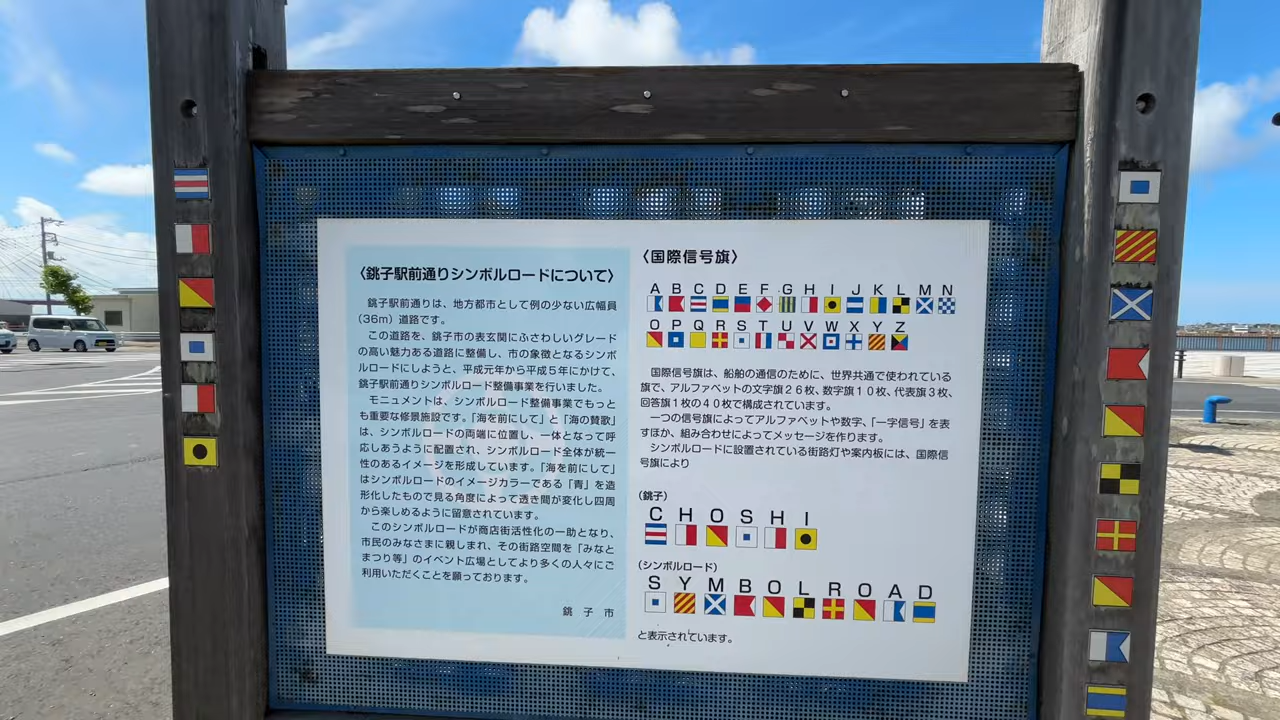 〈銚子駅前通りシンボルロードについて〉
銚子駅前通りは、地方都市として例の少ない広幅員
（36m）道路です。
この道路を、銚子市の表玄関にふさわしいグレード
の高い魅力ある道路に整備し、市の象徴となるシンボ
ルロードにしようと、平成元年から平成５年にかけて、
銚子駅前通りシンボルロード整備事業を行いました。
モニュメントは、シンボルロード整備事業でもっと
も重要な修景施設です。「海を前にして」と「海の賛歌」
は、シンボルロードの両端に位置し、一体となって呼
応しあうように配置され、シンボルロード全体が統一
性のあるイメージを形成しています。「海を前にして」
はシンボルロードのイメージカラーである「青」を造
形化したもので見る角度によって透き間が変化し四周
から楽しめるように留意されています。
このシンボルロードが商店街活性化の一助となり、
市民のみなさまに親しまれ、その街路空間を「みなと
まつり等」のイベント広場としてより多くの人々にご
利用いただくことを願っております。
銚子市
〈国際信号旗〉
A B C D E F G H I J K L M N
O P Q R S T U V W X Y Z
国際信号旗は、船舶の通信のために、世界共通で使われている
旗で、アルファベットの文字旗２６枚、数字旗１０枚、代表旗３枚、
回答旗１枚の４０枚で構成されています。
一つの信号旗によってアルファベットや数字、「一字信号」を表
すほか、組み合わせによってメッセージを作ります。
シンボルロードに設置されている街路灯や案内板には、国際信
号旗により
（銚子）
C H O S H I
（シンボルロード）
S Y M B O L R O A D
と表示されています。